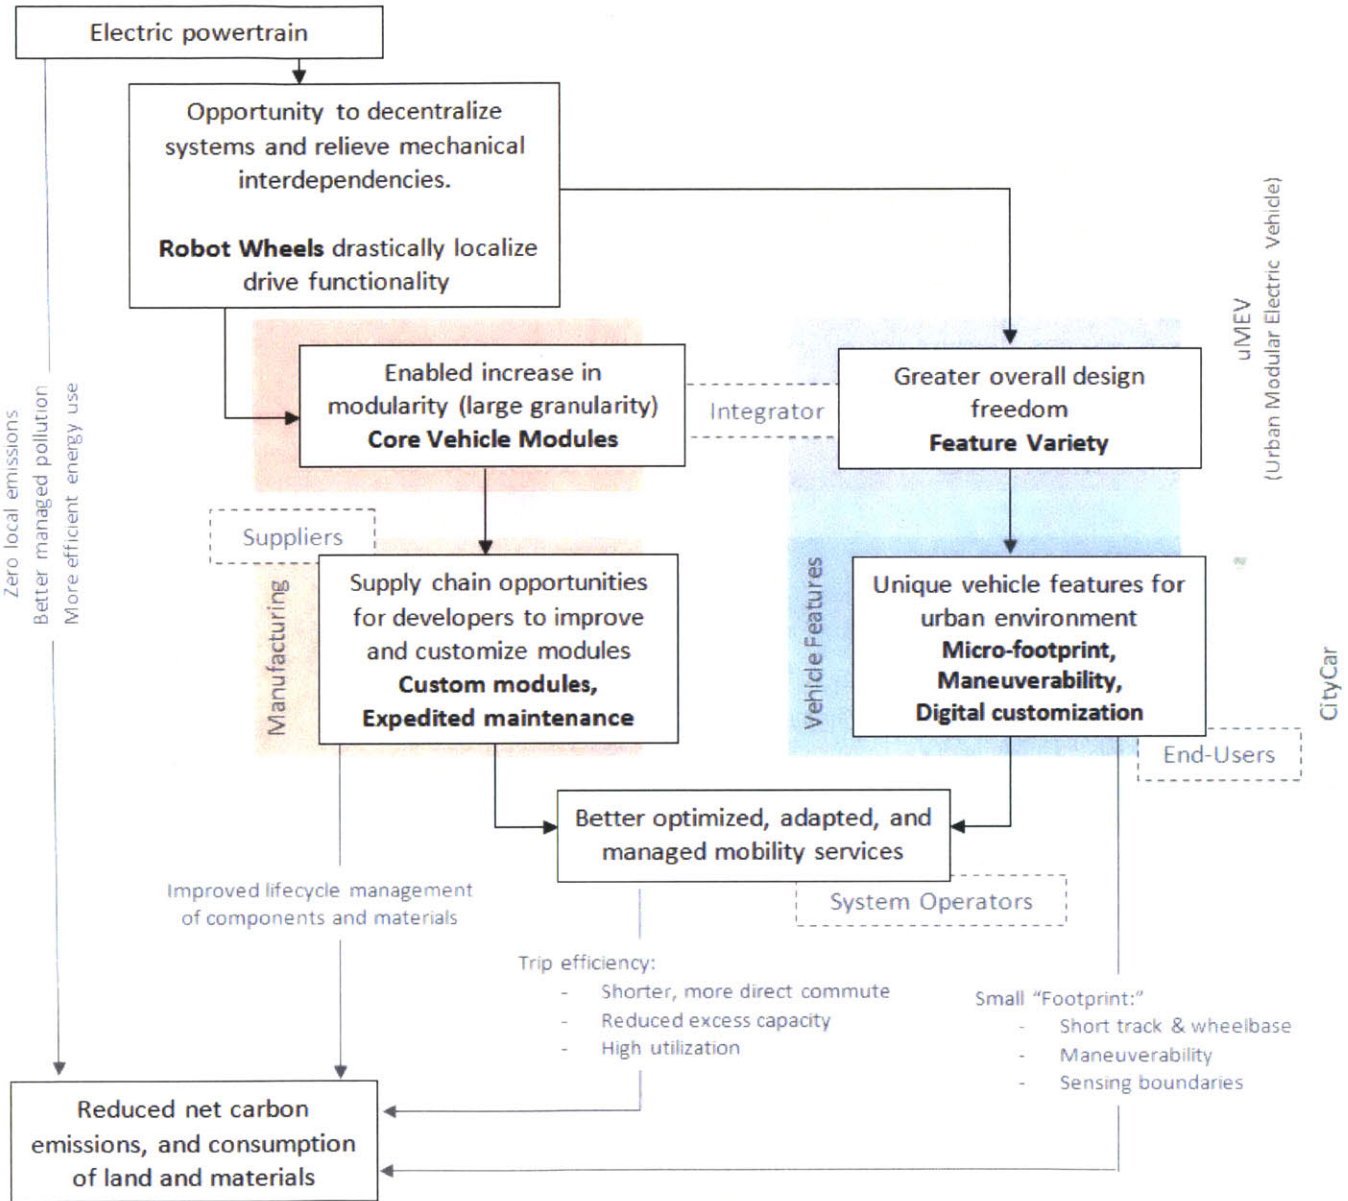 Electric powertrain
Opportunity to decentralize
systems and relieve mechanical
interdependencies.
Robot Wheels drastically localize
drive functionality
Zero local emissions
Better managed pollution
More efficient energy use
Enabled increase in
modularity (large granularity)
Core Vehicle Modules
Integrator
Greater overall design
freedom
Feature Variety
uMEV
(Urban Modular Electric Vehicle)
Suppliers
Manufacturing
Supply chain opportunities
for developers to improve
and customize modules
Custom modules,
Expedited maintenance
Vehicle Features
Unique vehicle features for
urban environment
Micro-footprint,
Maneuverability,
Digital customization
CityCar
End-Users
Better optimized, adapted, and
managed mobility services
System Operators
Improved lifecycle management
of components and materials
Trip efficiency:
- Shorter, more direct commute
- Reduced excess capacity
- High utilization
Small “Footprint:”
- Short track & wheelbase
- Maneuverability
- Sensing boundaries
Reduced net carbon
emissions, and consumption
of land and materials